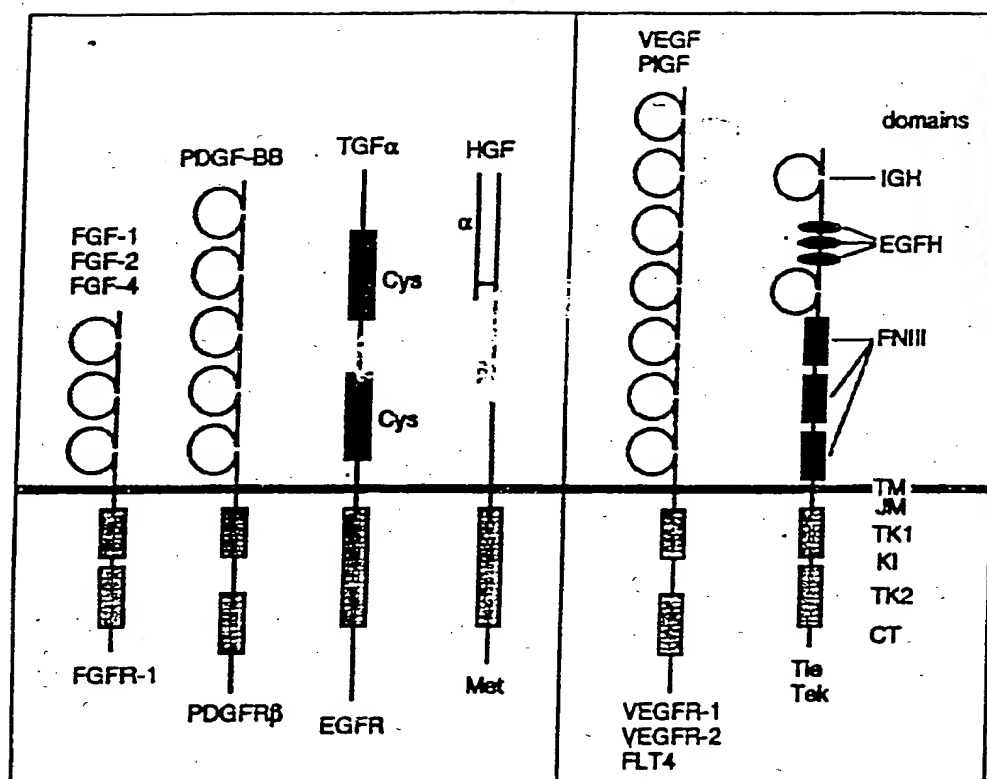 FGF-1
FGF-2
FGF-4
FGFR-1
PDGF-BB
PDGFRβ
TGFα
Cys
Cys
EGFR
HGF
α
Met
VEGF
PlGF
VEGFR-1
VEGFR-2
FLT4
domains
IGH
EGFH
FNIII
TM
JM
TK1
KI
TK2
CT
Tie
Tek